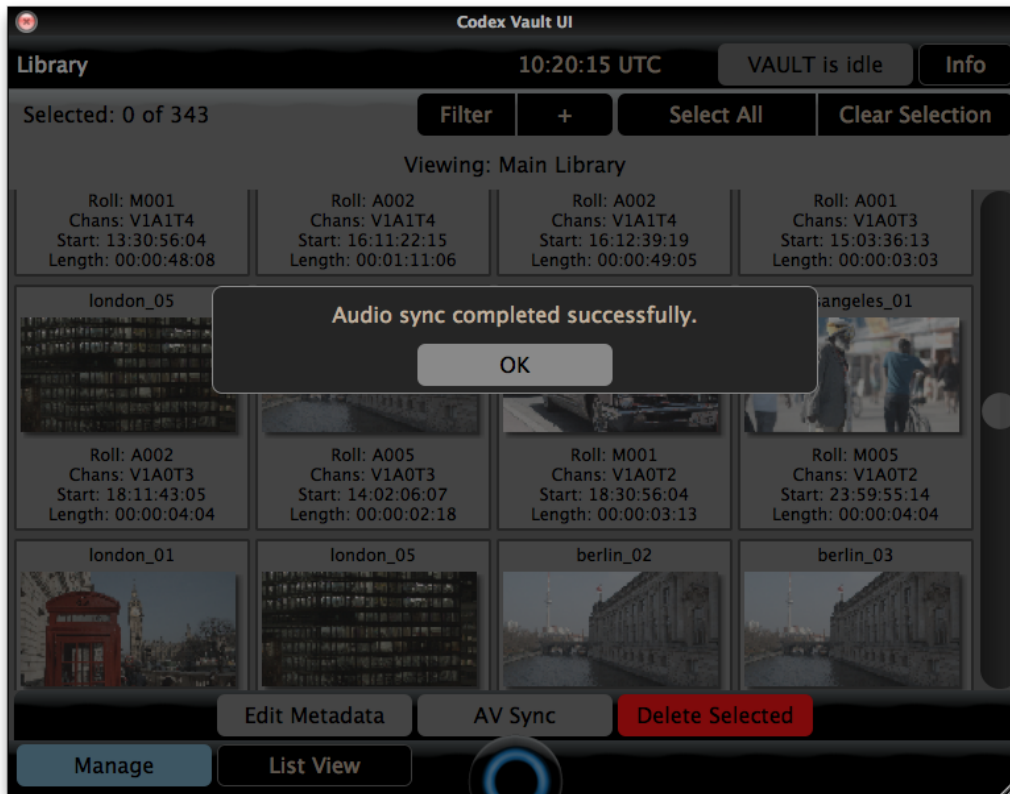 Codex Vault UI
Library 10:20:15 UTC VAULT is idle Info
Selected: 0 of 343 Filter + Select All Clear Selection
Viewing: Main Library
Roll: M001 Roll: A002 Roll: A002 Roll: A001
Chans: V1A1T4 Chans: V1A1T4 Chans: V1A1T4 Chans: V1A0T3
Start: 13:30:56:04 Start: 16:11:22:15 Start: 16:12:39:19 Start: 15:03:36:13
Length: 00:00:48:08 Length: 00:01:11:06 Length: 00:00:49:05 Length: 00:00:03:03
london_05 sangeles_01
Audio sync completed successfully.
OK
Roll: A002 Roll: A005 Roll: M001 Roll: M005
Chans: V1A0T3 Chans: V1A0T3 Chans: V1A0T2 Chans: V1A0T2
Start: 18:11:43:05 Start: 14:02:06:07 Start: 18:30:56:04 Start: 23:59:55:14
Length: 00:00:04:04 Length: 00:00:02:18 Length: 00:00:03:13 Length: 00:00:04:04
london_01 london_05 berlin_02 berlin_03
Edit Metadata AV Sync Delete Selected
Manage List View